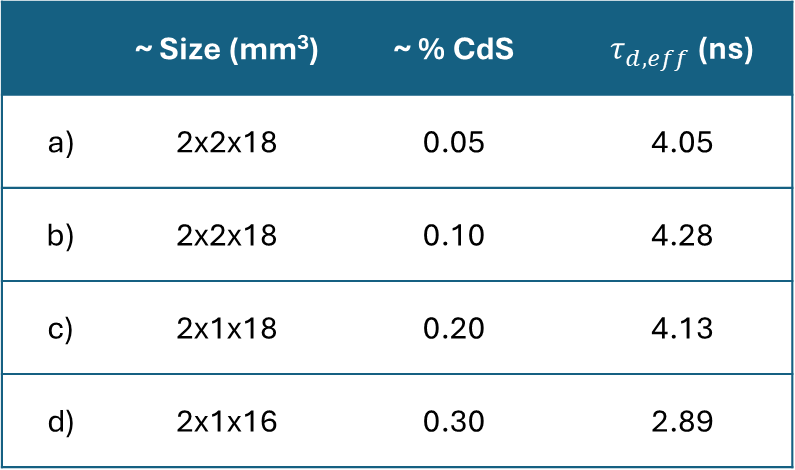 ~ Size (mm³) ~ % CdS τ_{d,eff} (ns)
a) 2x2x18 0.05 4.05
b) 2x2x18 0.10 4.28
c) 2x1x18 0.20 4.13
d) 2x1x16 0.30 2.89